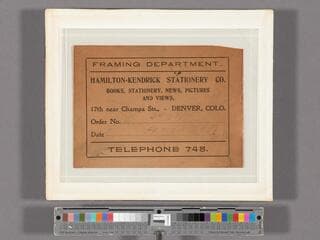 FRAMING DEPARTMENT.
HAMILTON-KENDRICK STATIONERY CO.
BOOKS, STATIONERY, NEWS, PICTURES
AND VIEWS,
17th near Champa Sts., - DENVER, COLO.
Order No.
Date
TELEPHONE 748.